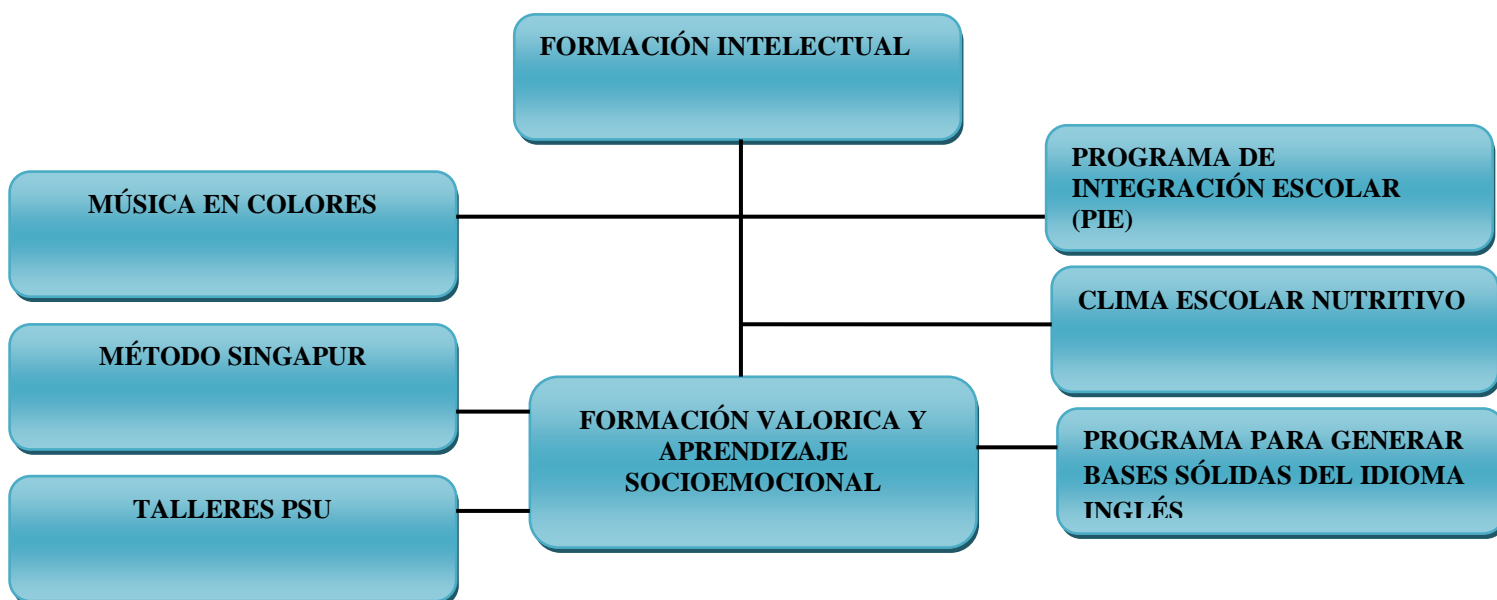 FORMACIÓN INTELECTUAL
PROGRAMA DE
INTEGRACIÓN ESCOLAR
(PIE)
MÚSICA EN COLORES
CLIMA ESCOLAR NUTRITIVO
MÉTODO SINGAPUR
FORMACIÓN VALORICA Y
APRENDIZAJE
SOCIOEMOCIONAL
PROGRAMA PARA GENERAR
BASES SÓLIDAS DEL IDIOMA
INGLÉS
TALLERES PSU